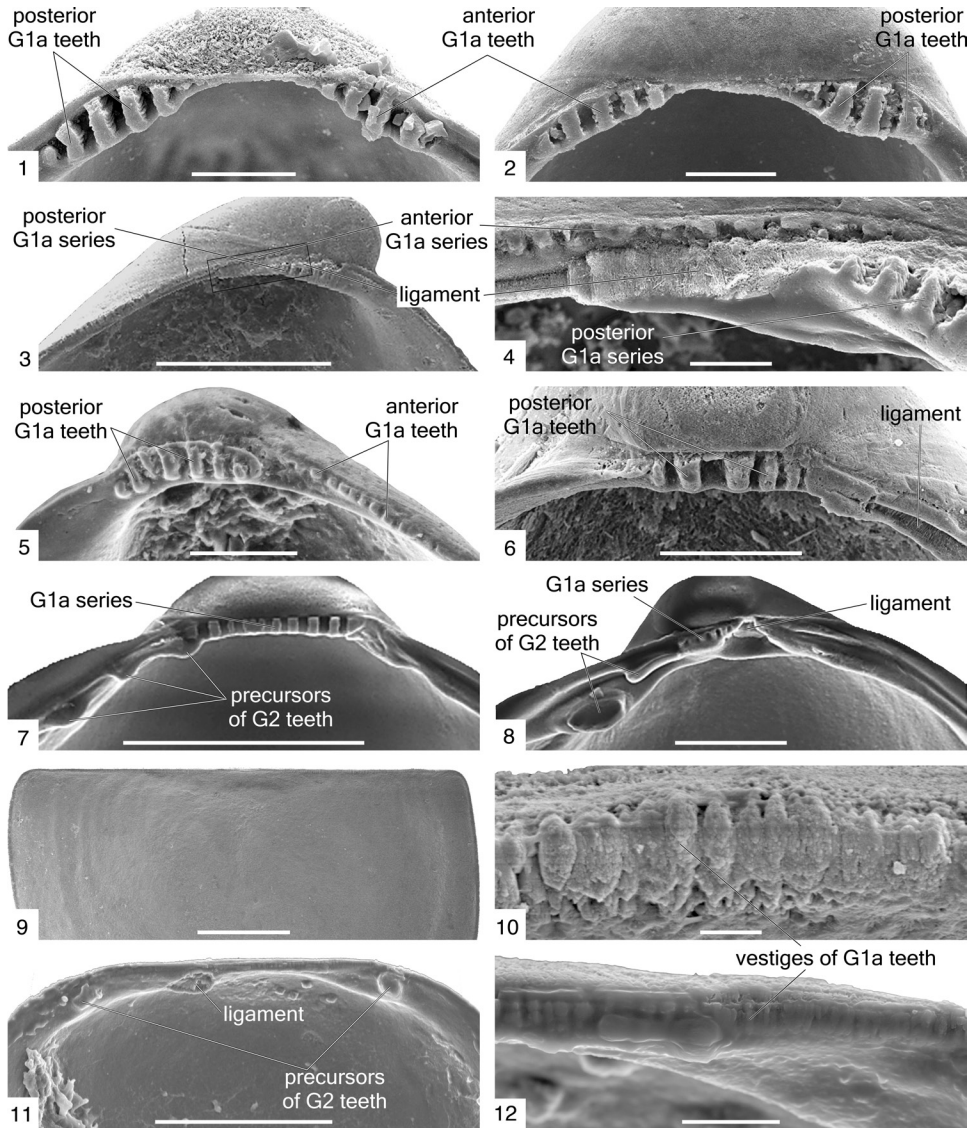 posterior
G1a teeth
anterior
G1a teeth
posterior
G1a teeth
1
2
posterior
G1a series
anterior
G1a series
ligament
posterior
G1a series
3
4
posterior
G1a teeth
anterior
G1a teeth
posterior
G1a teeth
ligament
5
6
G1a series
precursors
of G2 teeth
G1a series
ligament
precursors
of G2 teeth
7
8
9
10
vestiges of G1a teeth
ligament
precursors
of G2 teeth
11
12